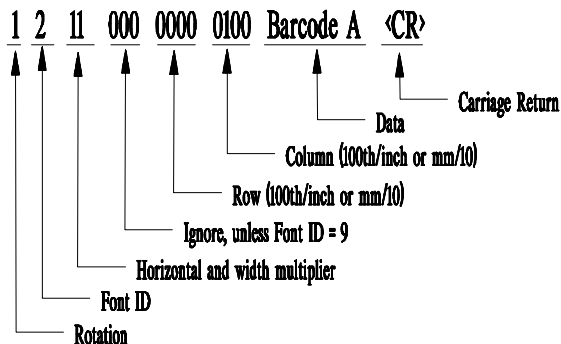 1 2 11 000 0000 0100 Barcode A <CR>
Carriage Return
Data
Column (100th/inch or mm/10)
Row (100th/inch or mm/10)
Ignore, unless Font ID = 9
Horizontal and width multiplier
Font ID
Rotation